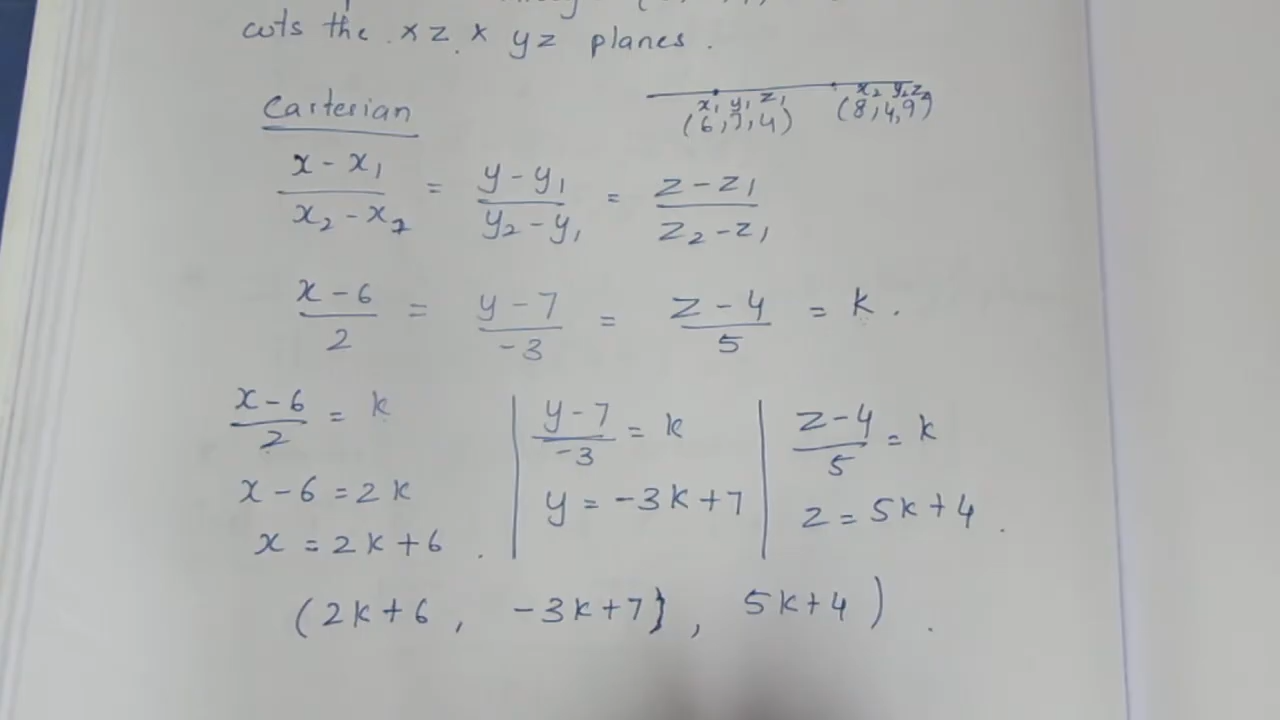 cuts the xz x yz planes.
Cartesian
x₁ y₁ z₁ x₂ y₂ z₂
(6,7,4) (8,4,9)
x - x₁ / x₂ - x₁ = y - y₁ / y₂ - y₁ = z - z₁ / z₂ - z₁
x - 6 / 2 = y - 7 / -3 = z - 4 / 5 = k.
x - 6 / 2 = k | y - 7 / -3 = k | z - 4 / 5 = k
x - 6 = 2k | y = -3k + 7 | z = 5k + 4.
x = 2k + 6.
(2k + 6, -3k + 7), 5k + 4).